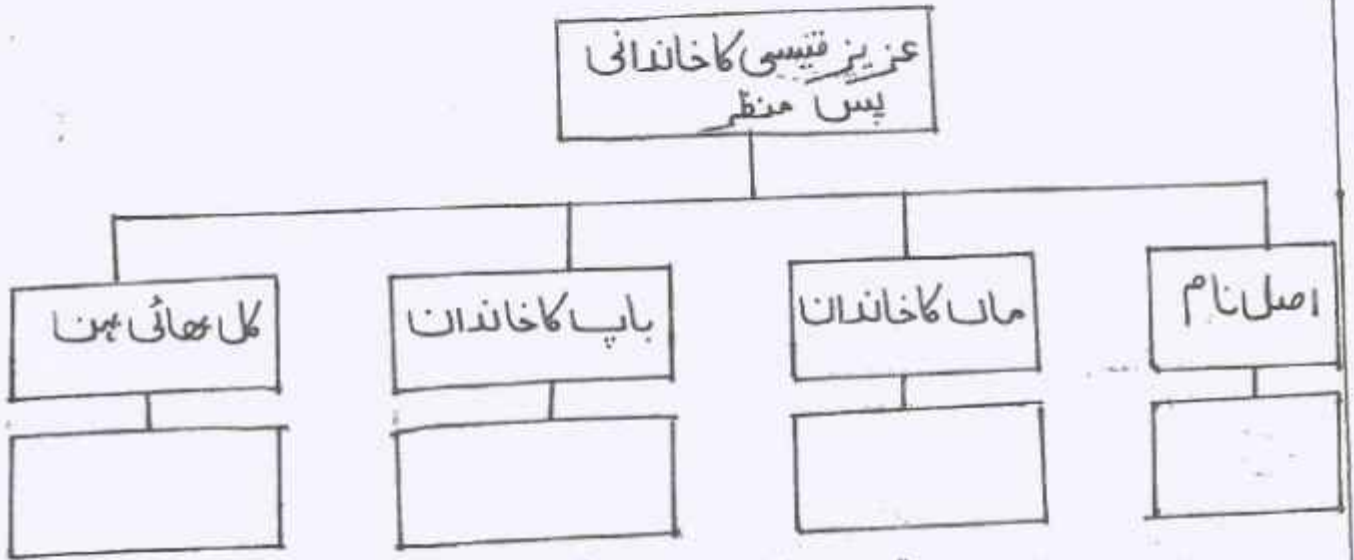 عزیز قیسی کا خاندانی
پس منظر
اصل نام
ماں کا خاندان
باپ کا خاندان
کل بھائی بہن